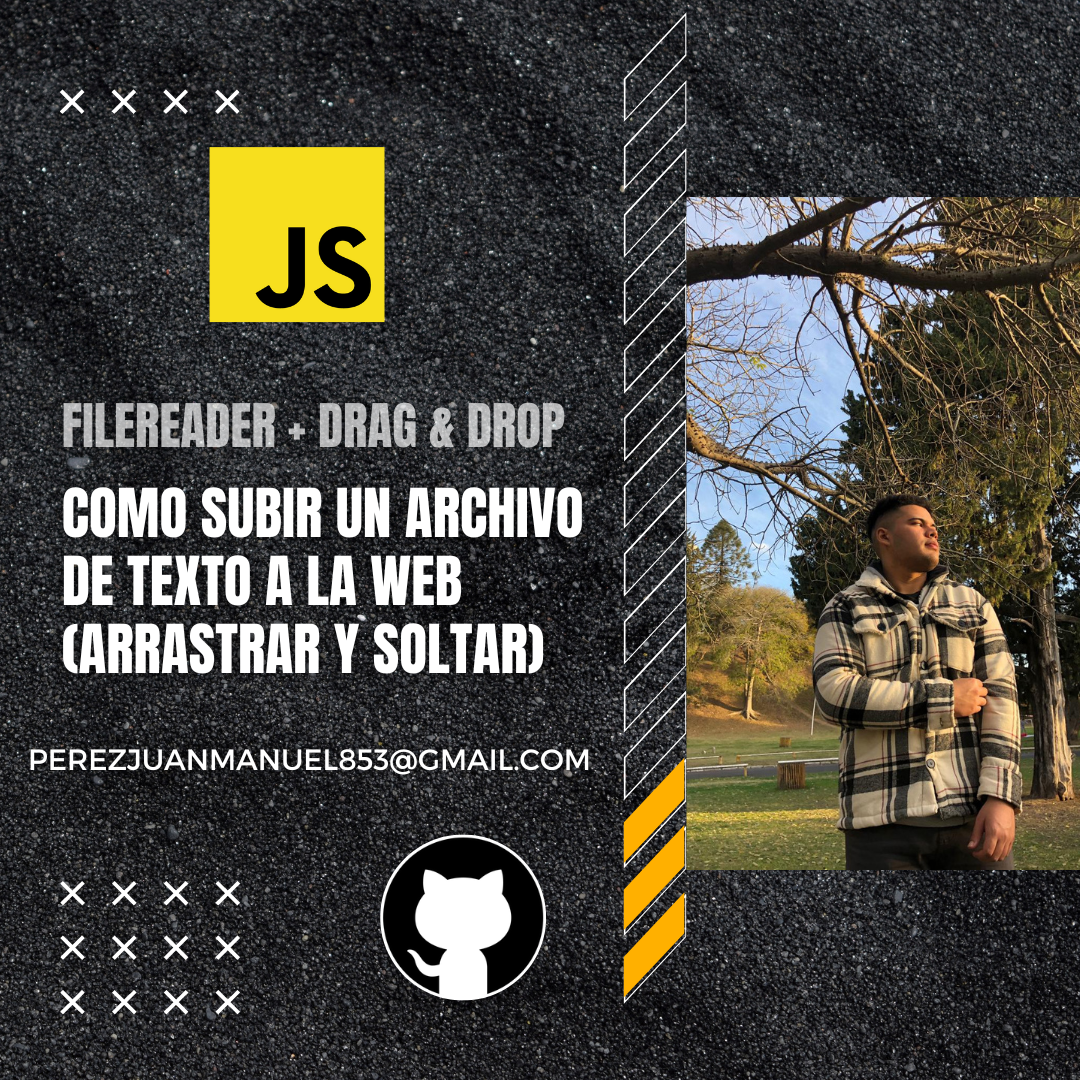 JS
FILEREADER + DRAG & DROP
COMO SUBIR UN ARCHIVO
DE TEXTO A LA WEB
(ARRASTRAR Y SOLTAR)
PEREZJUANMANUEL853@GMAIL.COM